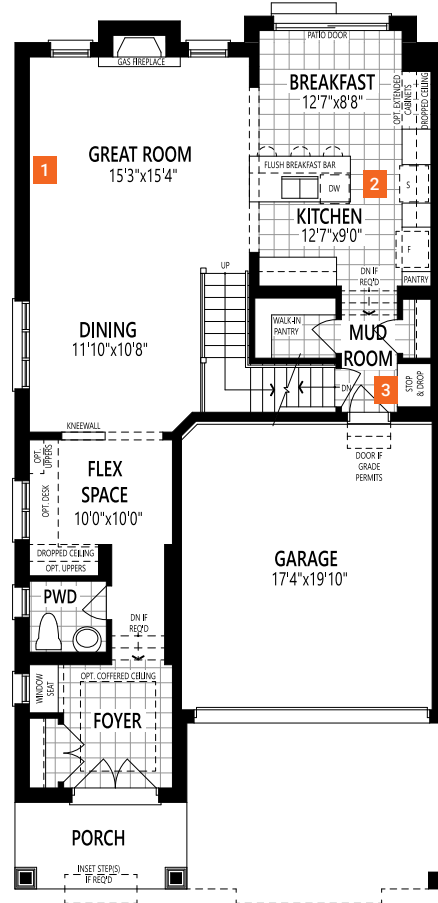 PATIO DOOR
GAS FIREPLACE
BREAKFAST
12'7"x8'8"
OPT. EXTENDED
CABINETS
DROPPED CEILING
1
GREAT ROOM
15'3"x15'4"
FLUSH BREAKFAST BAR
DW
2
S
KITCHEN
12'7"x9'0"
F
UP
DN IF
REQ'D
PANTRY
DINING
11'10"x10'8"
WALK-IN
PANTRY
MUD
ROOM
DN
3
STOP
& DROP
KNEEWALL
DOOR IF
GRADE
PERMITS
OPT.
UPPERS
FLEX
SPACE
10'0"x10'0"
OPT. DESK
DROPPED CEILING
OPT. UPPERS
GARAGE
17'4"x19'10"
PWD
DN IF
REQ'D
OPT. COFFERED CEILING
WINDOW
SEAT
FOYER
PORCH
INSET STEP(S)
IF REQ'D